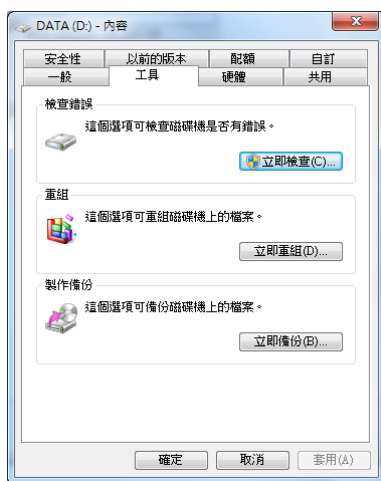 DATA (D:) - 內容
安全性 以前的版本 配額 自訂
一般 工具 硬體 共用
檢查錯誤
這個選項可檢查磁碟機是否有錯誤。
立即檢查(C)...
重組
這個選項可重組磁碟機上的檔案。
立即重組(D)...
製作備份
這個選項可備份磁碟機上的檔案。
立即備份(B)...
確定 取消 套用(A)